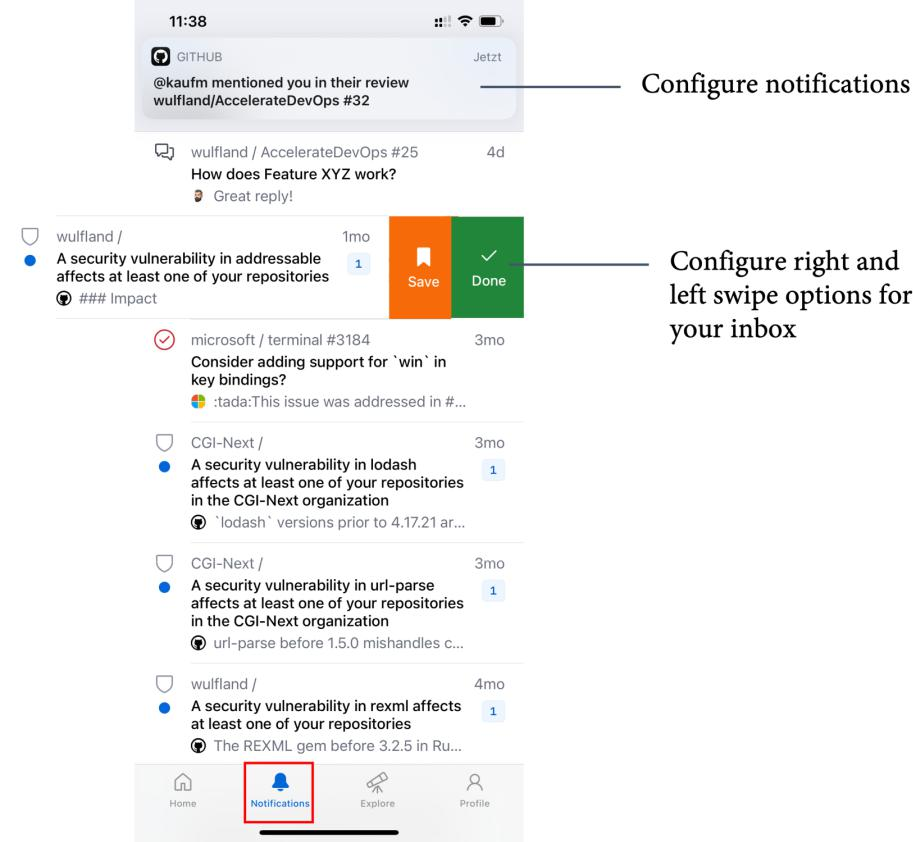 11:38
GITHUB
Jetzt
@kaufm mentioned you in their review
wulfland/AccelerateDevOps #32
Configure notifications
wulfland / AccelerateDevOps #25
4d
How does Feature XYZ work?
Great reply!
wulfland /
1mo
A security vulnerability in addressable
affects at least one of your repositories
1
### Impact
Save
Done
Configure right and
left swipe options for
your inbox
microsoft / terminal #3184
3mo
Consider adding support for `win` in
key bindings?
:tada:This issue was addressed in #...
CGI-Next /
3mo
A security vulnerability in lodash
affects at least one of your repositories
in the CGI-Next organization
1
`lodash` versions prior to 4.17.21 ar...
CGI-Next /
3mo
A security vulnerability in url-parse
affects at least one of your repositories
in the CGI-Next organization
1
url-parse before 1.5.0 mishandles c...
wulfland /
4mo
A security vulnerability in rexml affects
at least one of your repositories
1
The REXML gem before 3.2.5 in Ru...
Home
Notifications
Explore
Profile